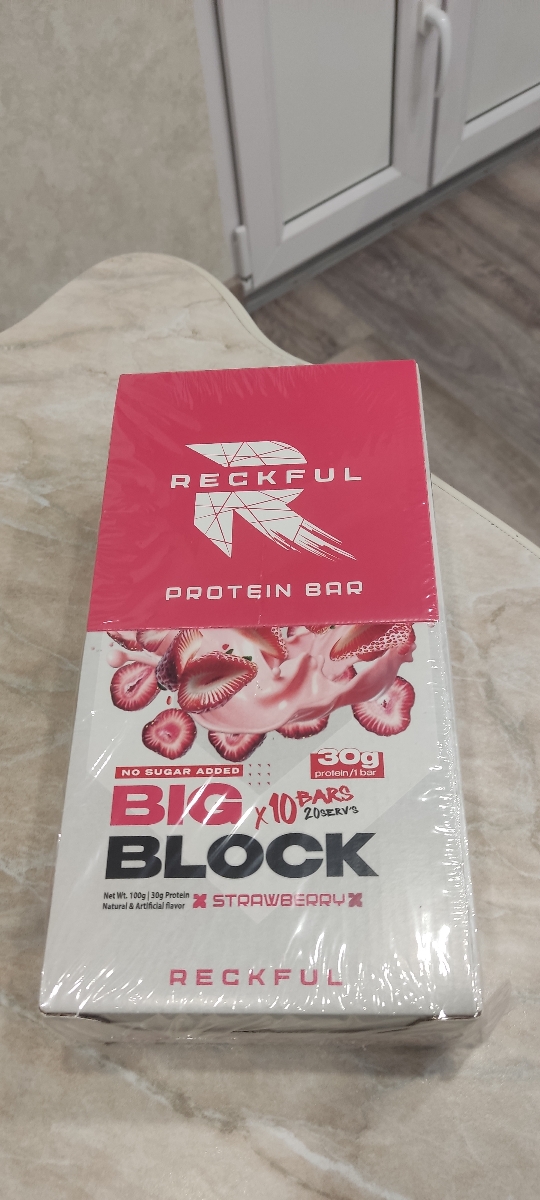 RECKFUL
PROTEIN BAR
NO SUGAR ADDED
30g
protein/1 bar
BIG x10 BARS
20SERV'S
BLOCK
Net Wt. 100g | 30g Protein
Natural & Artificial flavor
STRAWBERRY
RECKFUL